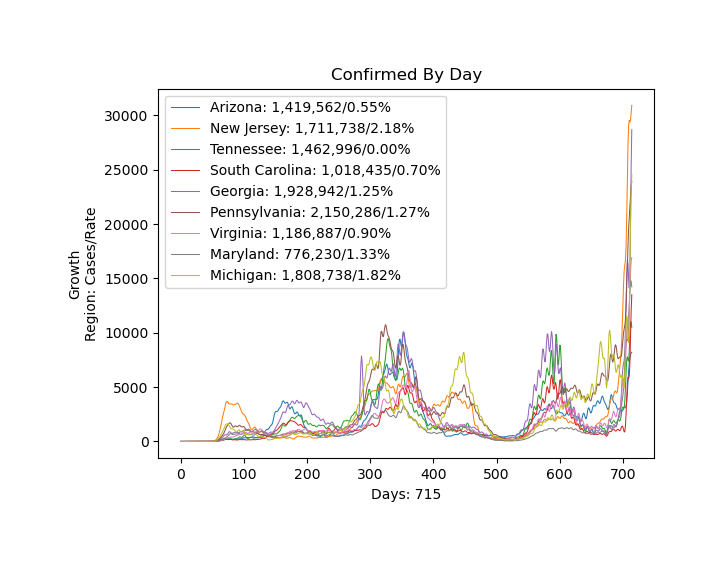 Confirmed By Day
Growth
Region: Cases/Rate
30000
25000
20000
15000
10000
5000
0
Arizona: 1,419,562/0.55%
New Jersey: 1,711,738/2.18%
Tennessee: 1,462,996/0.00%
South Carolina: 1,018,435/0.70%
Georgia: 1,928,942/1.25%
Pennsylvania: 2,150,286/1.27%
Virginia: 1,186,887/0.90%
Maryland: 776,230/1.33%
Michigan: 1,808,738/1.82%
0 100 200 300 400 500 600 700
Days: 715